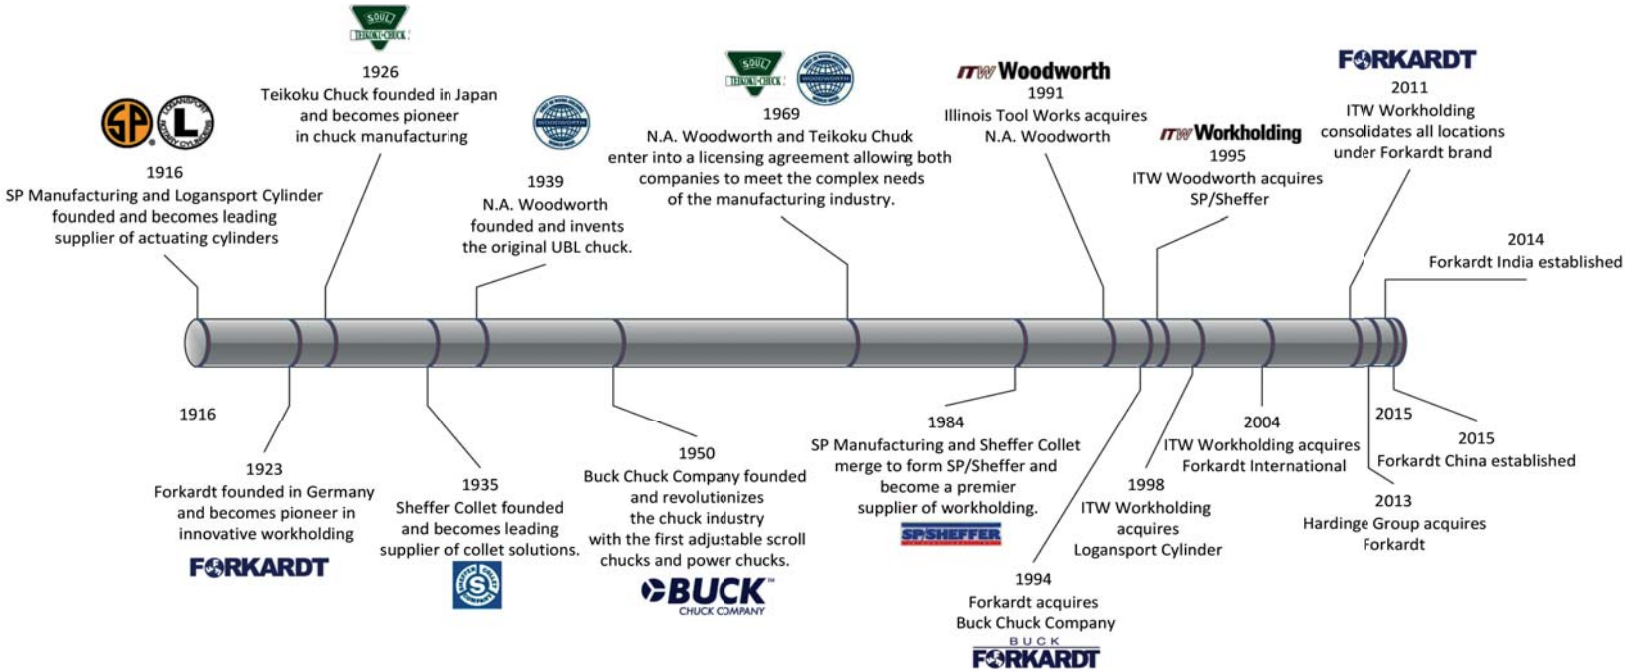 SOUL
TEIKOKU-CHUCK
1926
Teikoku Chuck founded in Japan
and becomes pioneer
in chuck manufacturing
SP
LOGANSPORT
L
ROTARY CYLINDERS
1916
SP Manufacturing and Logansport Cylinder
founded and becomes leading
supplier of actuating cylinders
WOODWORTH
1939
N.A. Woodworth
founded and invents
the original UBL chuck.
SOUL
TEIKOKU-CHUCK
WOODWORTH
1969
N.A. Woodworth and Teikoku Chuck
enter into a licensing agreement allowing both
companies to meet the complex needs
of the manufacturing industry.
ITW Woodworth
1991
Illinois Tool Works acquires
N.A. Woodworth
ITW Workholding
1995
ITW Woodworth acquires
SP/Sheffer
FORKARDT
2011
ITW Workholding
consolidates all locations
under Forkardt brand
2014
Forkardt India established
1916
1923
Forkardt founded in Germany
and becomes pioneer in
innovative workholding
FORKARDT
1935
Sheffer Collet founded
and becomes leading
supplier of collet solutions.
SHEFFER COLLET
S
COMPANY
1950
Buck Chuck Company founded
and revolutionizes
the chuck industry
with the first adjustable scroll
chucks and power chucks.
BUCK™
CHUCK COMPANY
1984
SP Manufacturing and Sheffer Collet
merge to form SP/Sheffer and
become a premier
supplier of workholding.
SP/SHEFFER
1994
Forkardt acquires
Buck Chuck Company
BUCK
FORKARDT
1998
ITW Workholding
acquires
Logansport Cylinder
2004
ITW Workholding acquires
Forkardt International
2015
2015
Forkardt China established
2013
Hardinge Group acquires
Forkardt